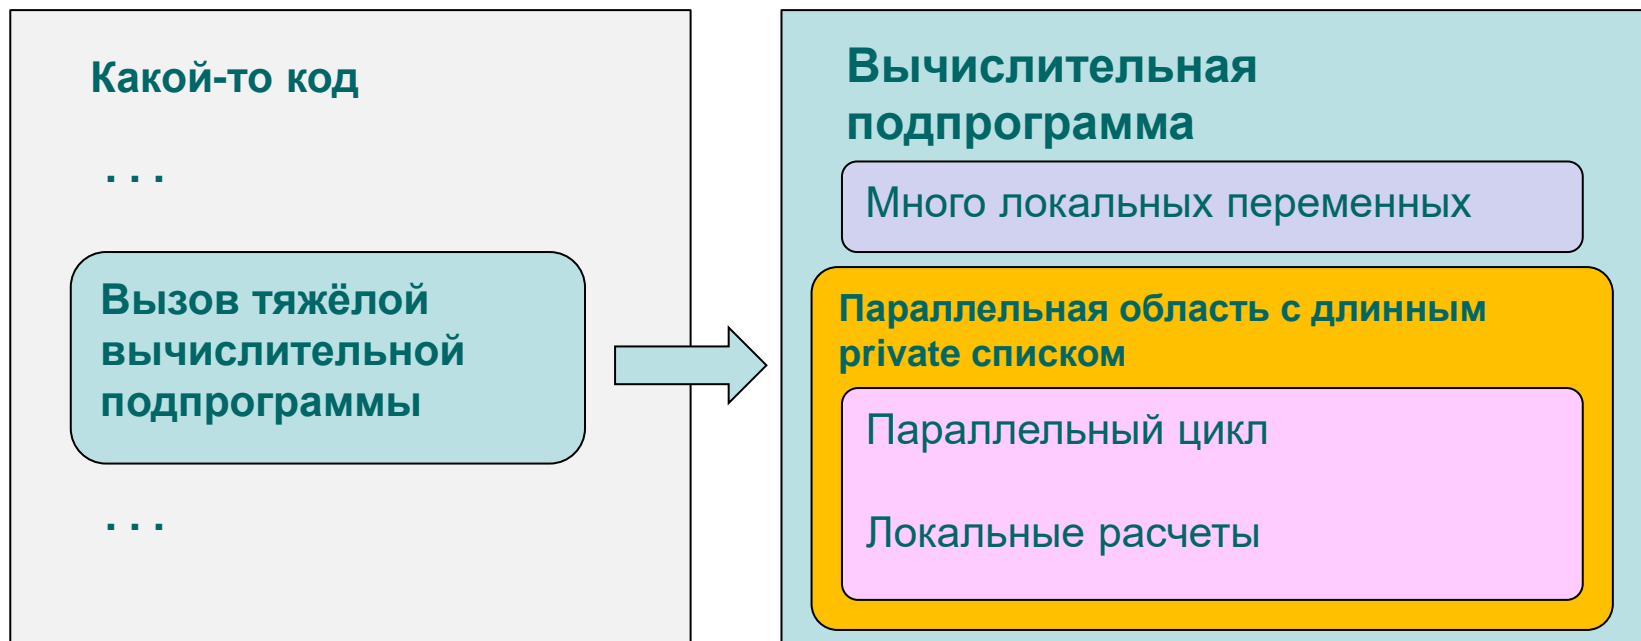 Какой-то код
. . .
Вызов тяжёлой
вычислительной
подпрограммы
. . .
Вычислительная
подпрограмма
Много локальных переменных
Параллельная область с длинным
private списком
Параллельный цикл
Локальные расчеты